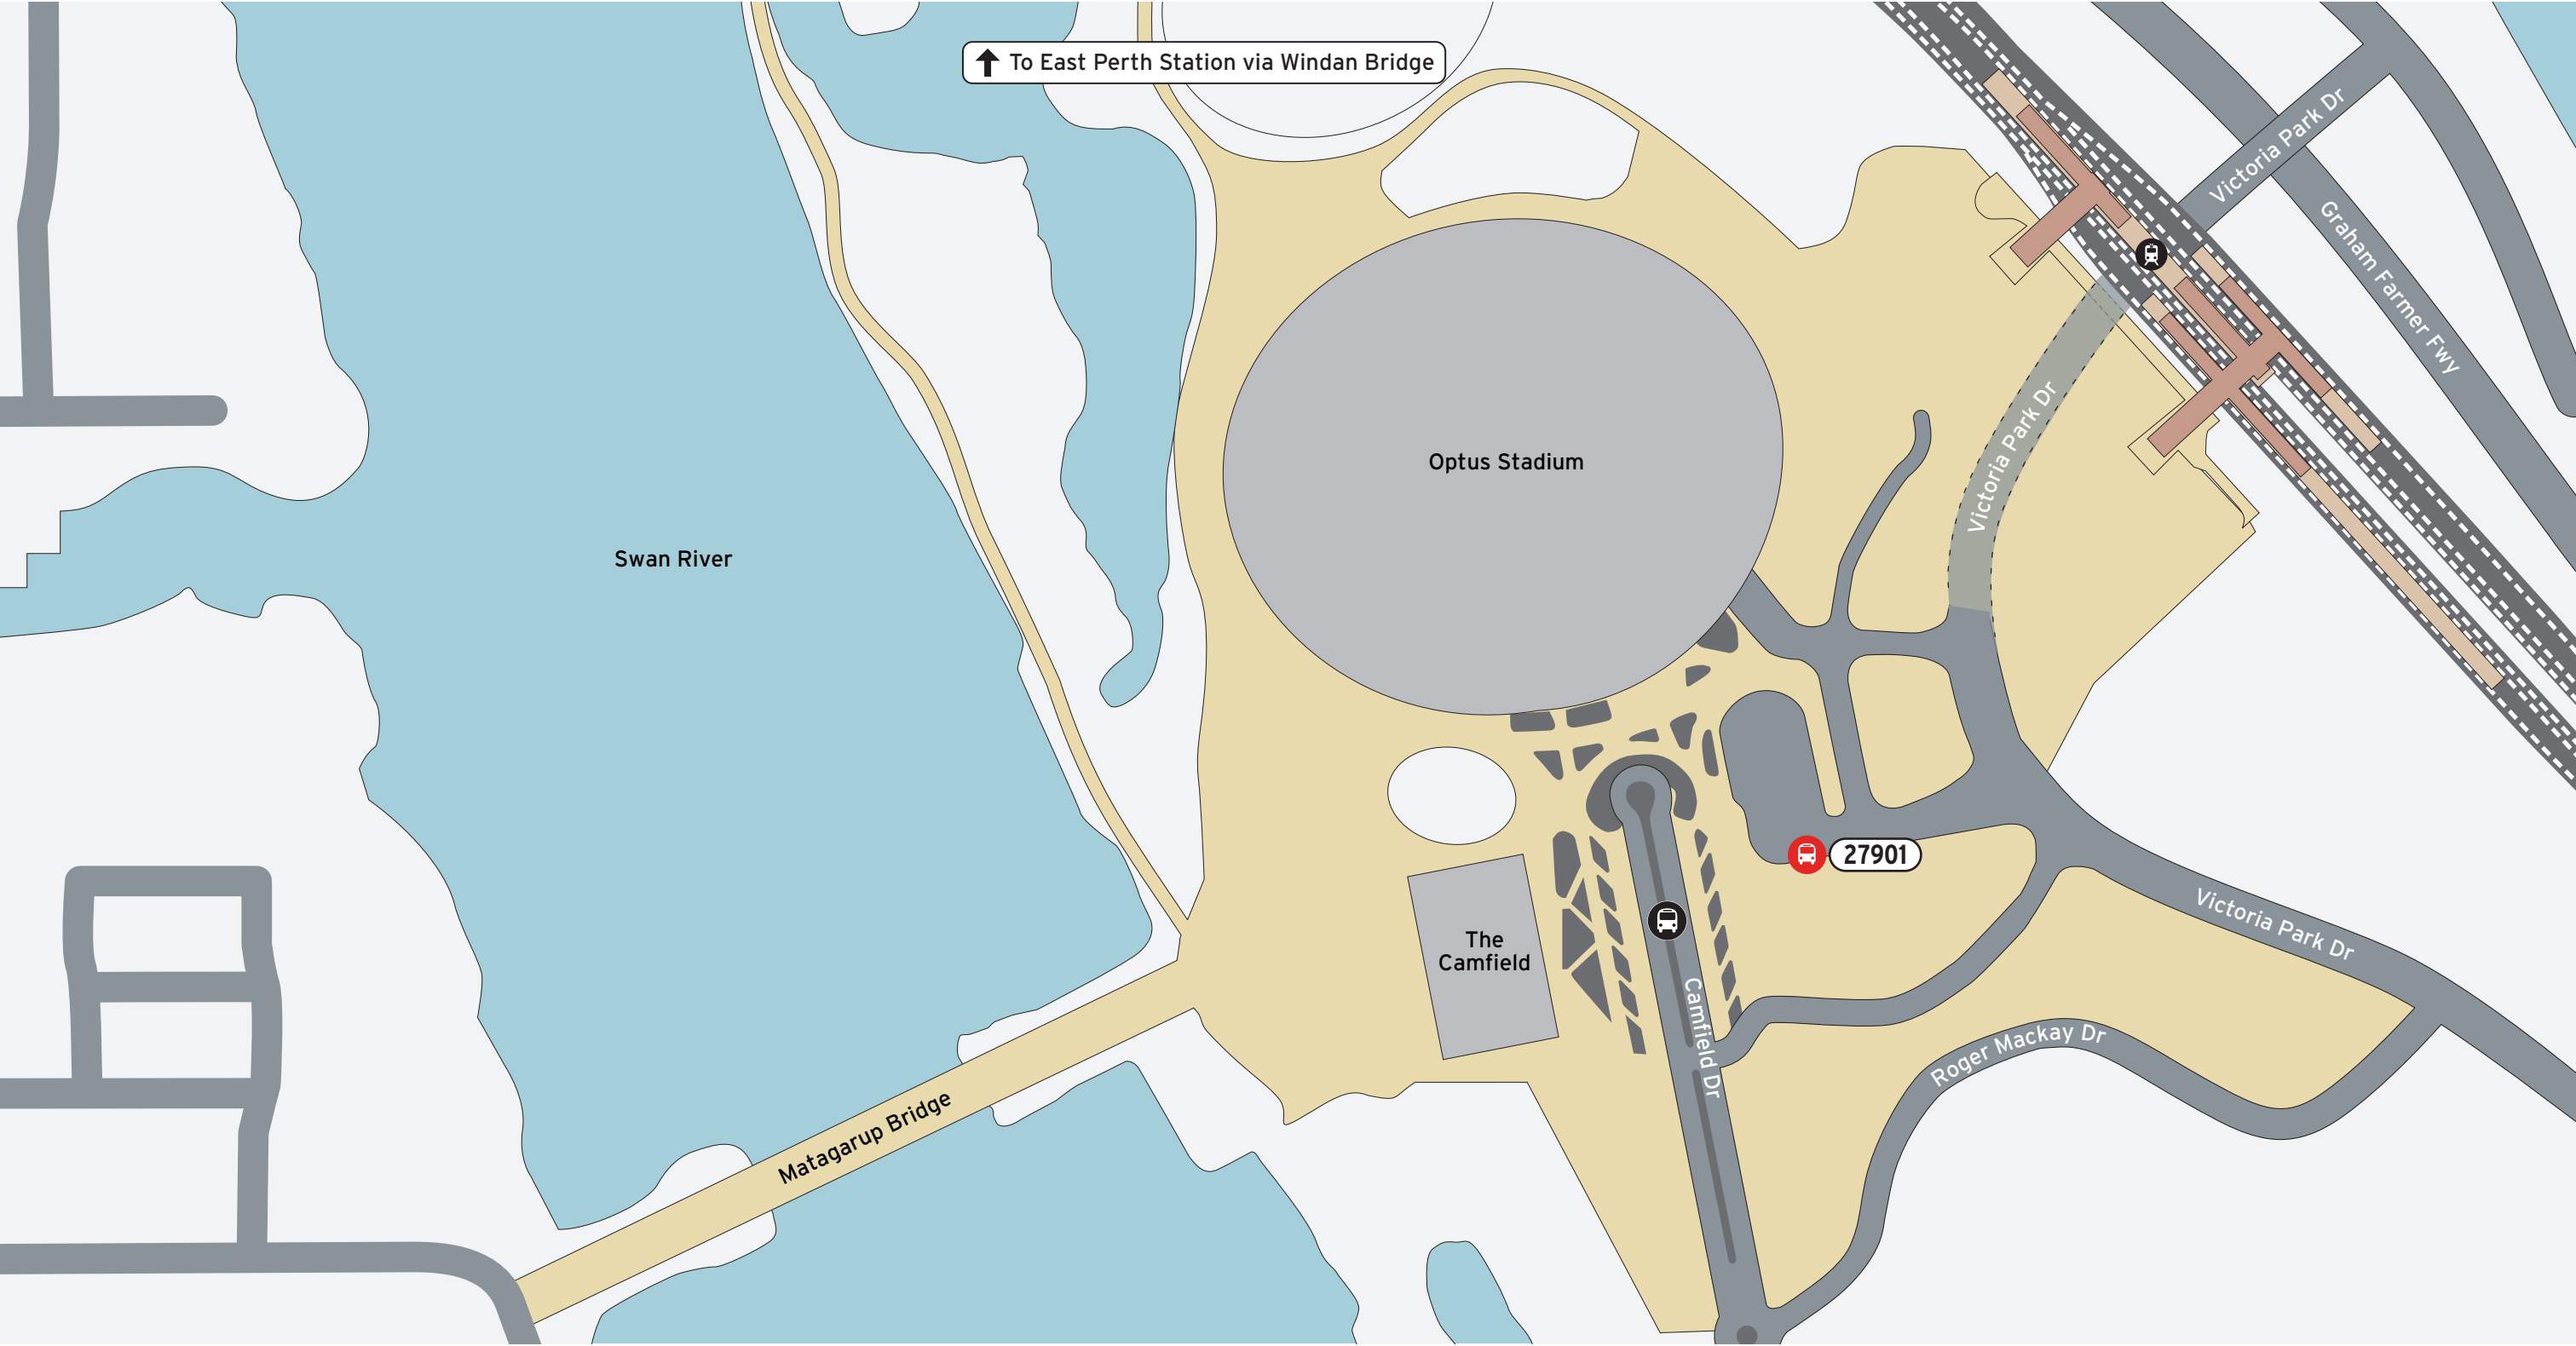 To East Perth Station via Windan Bridge
Victoria Park Dr
Graham Farmer Fwy
Victoria Park Dr
Optus Stadium
Swan River
27901
Victoria Park Dr
The
Camfield
Camfield Dr
Roger Mackay Dr
Matagarup Bridge